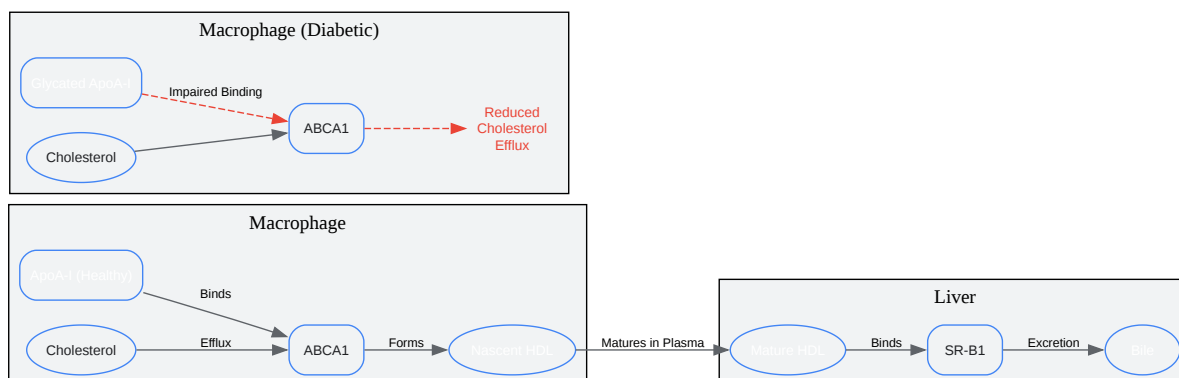 Macrophage (Diabetic)
Glycated ApoA-I
Impaired Binding
Cholesterol
ABCA1
Reduced
Cholesterol
Efflux
Macrophage
ApoA-I (Healthy)
Binds
Cholesterol
Efflux
ABCA1
Forms
Nascent HDL
Matures in Plasma
Liver
Mature HDL
Binds
SR-B1
Excretion
Bile